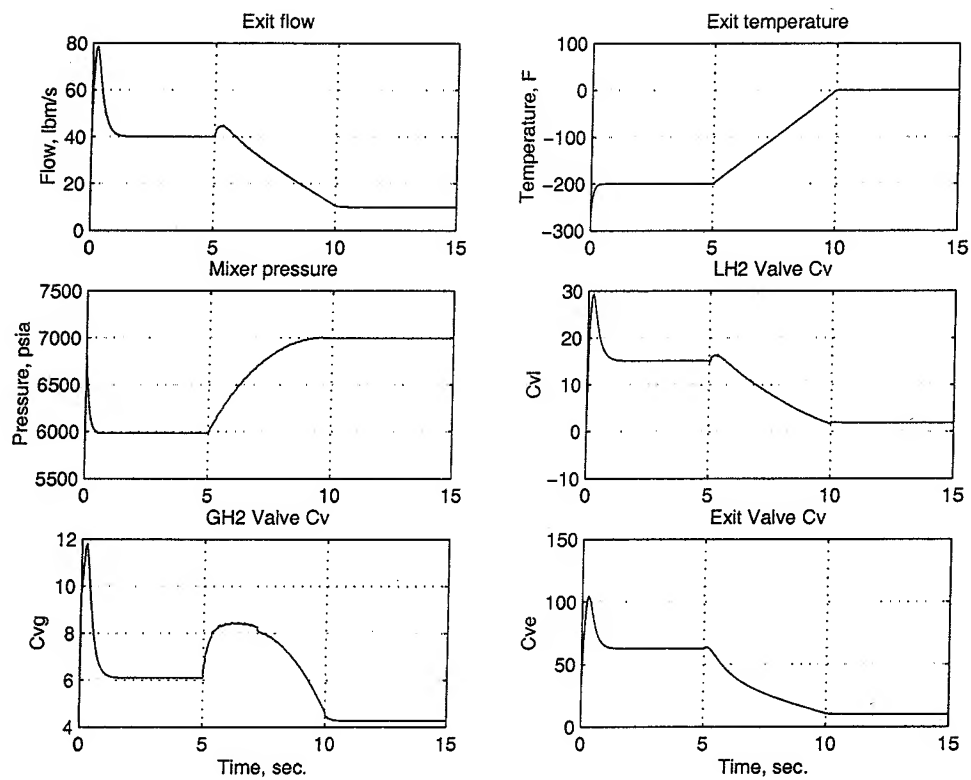 Exit flow
80
60
40
20
0
Flow, lbm/s
0 5 10 15
Exit temperature
100
0
−100
−200
−300
Temperature, F
0 5 10 15
Mixer pressure
7500
7000
6500
6000
5500
Pressure, psia
0 5 10 15
LH2 Valve Cv
30
20
10
0
−10
Cvl
0 5 10 15
GH2 Valve Cv
12
10
8
6
4
Cvg
0 5 10 15
Time, sec.
Exit Valve Cv
150
100
50
0
Cve
0 5 10 15
Time, sec.